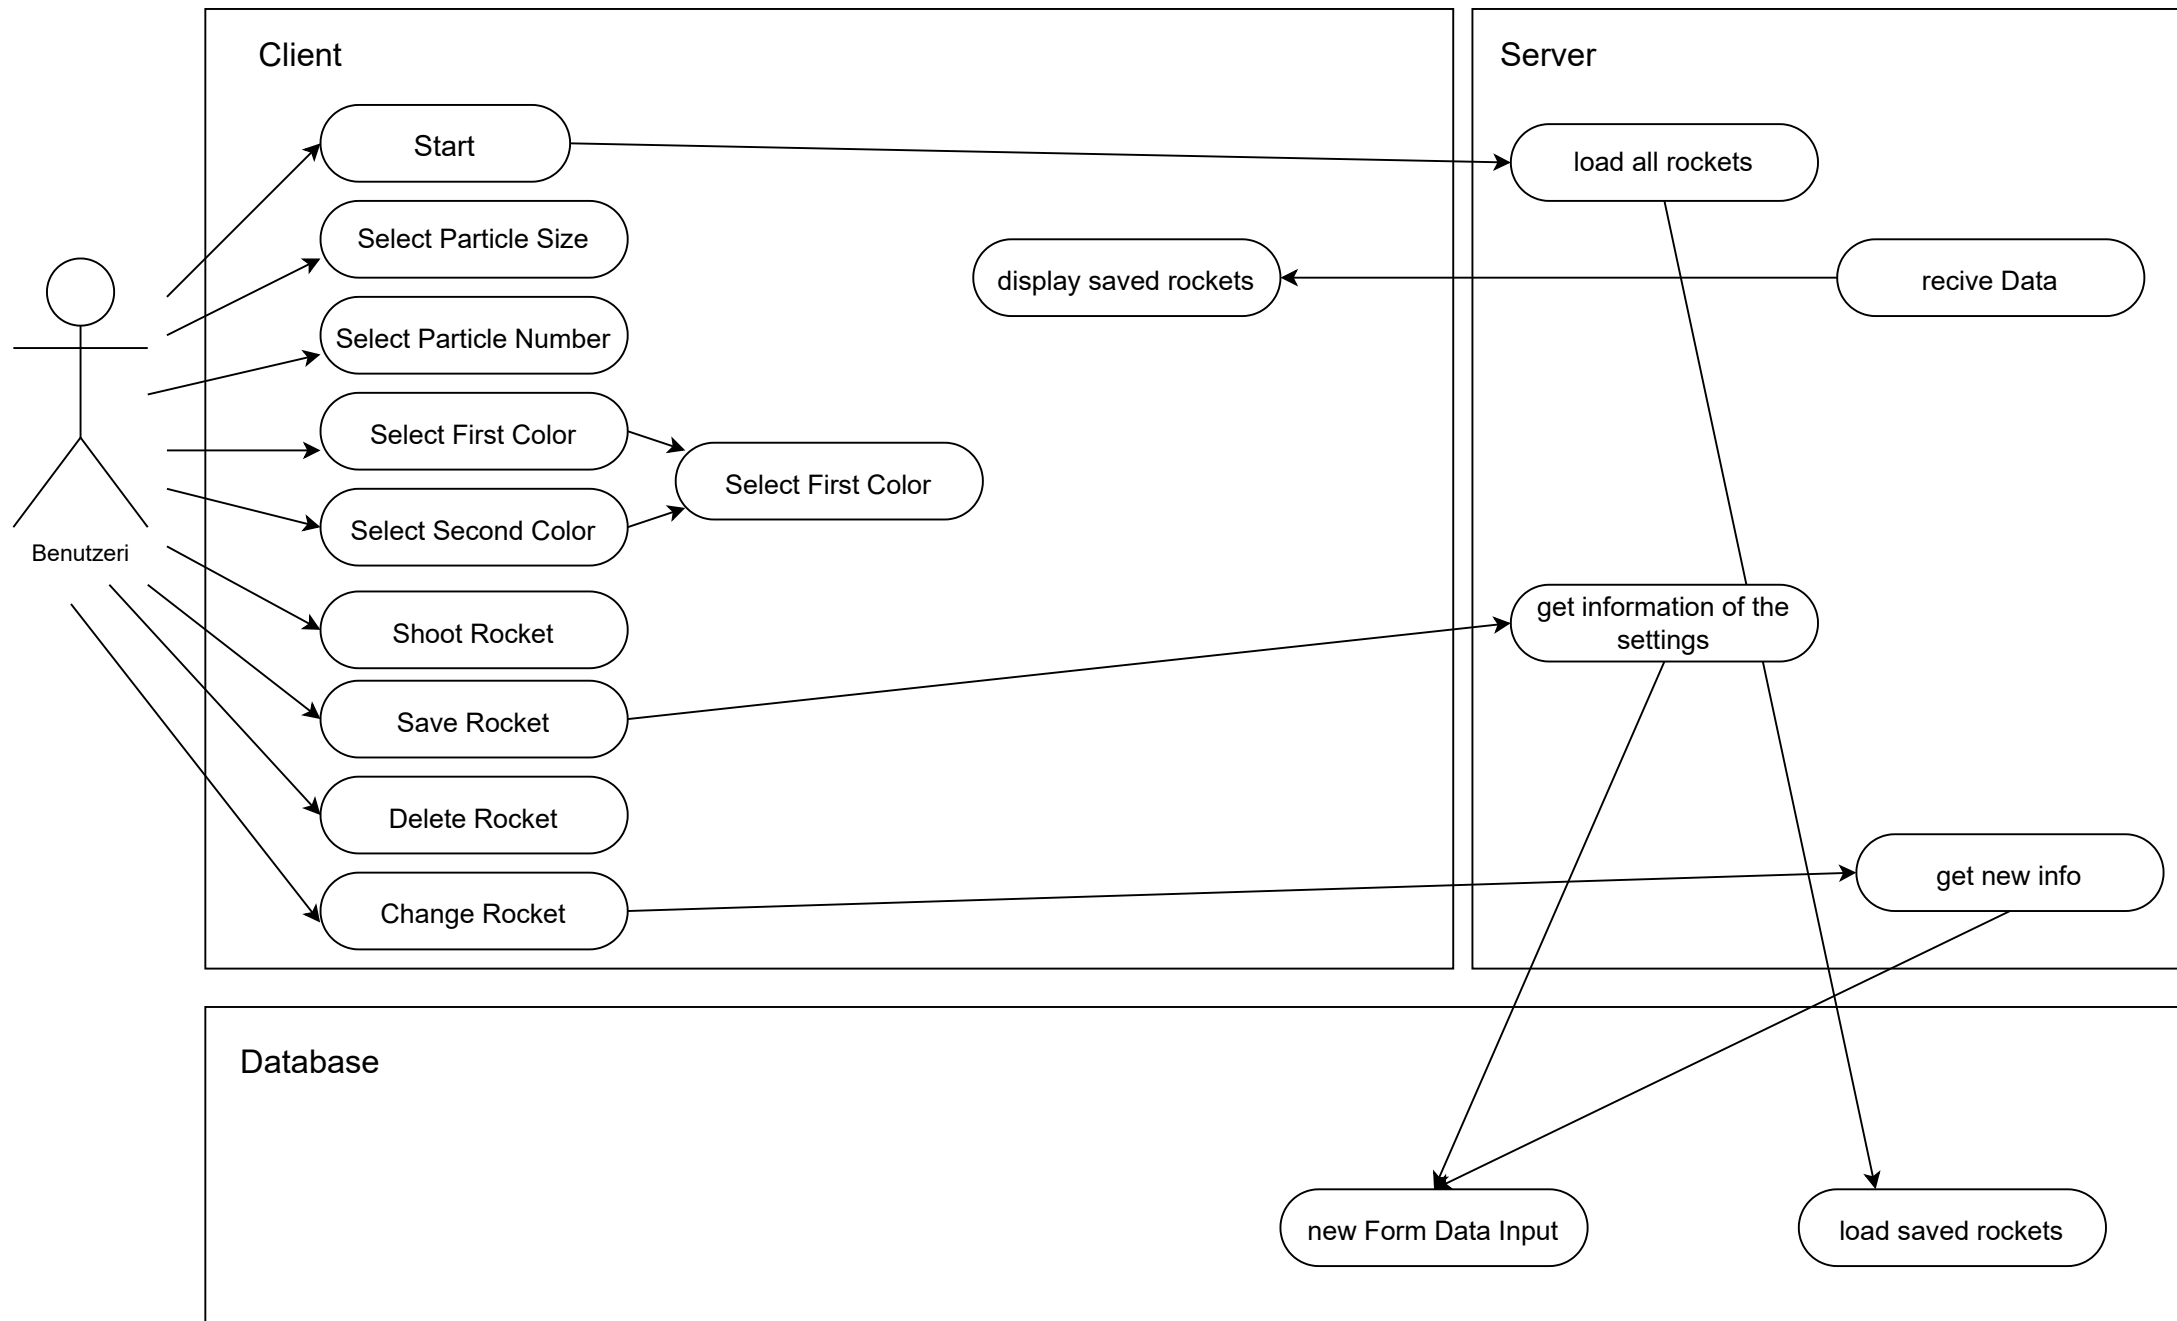 Client
Server
Start
load all rockets
Select Particle Size
display saved rockets
recive Data
Select Particle Number
Select First Color
Select First Color
Select Second Color
Benutzeri
get information of the
settings
Shoot Rocket
Save Rocket
Delete Rocket
get new info
Change Rocket
Database
new Form Data Input
load saved rockets